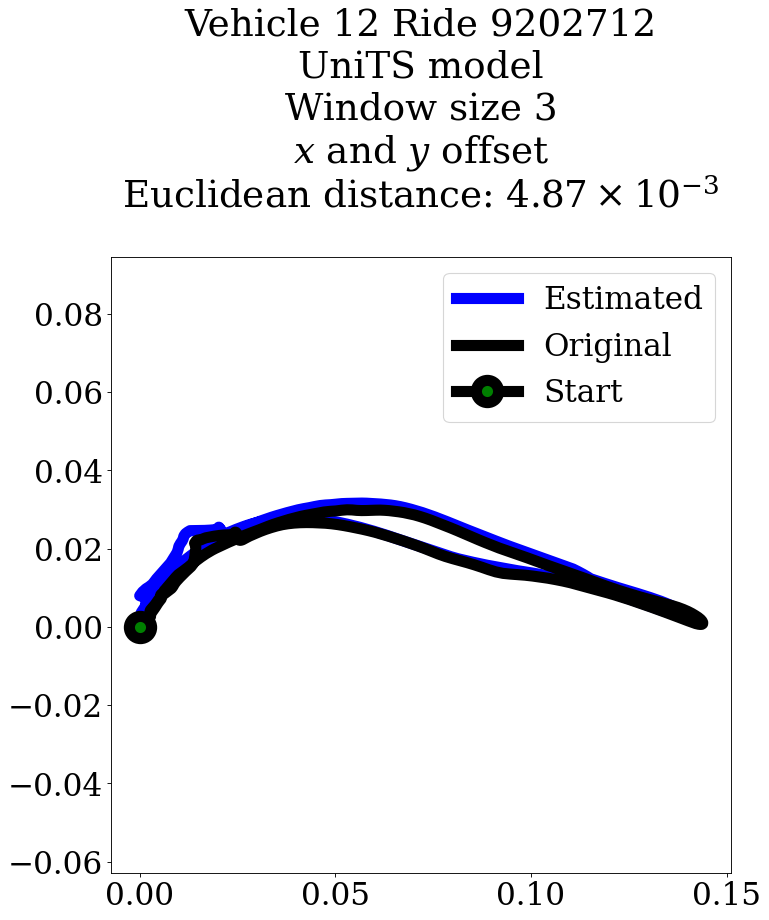 Vehicle 12 Ride 9202712
UniTS model
Window size 3
x and y offset
Euclidean distance: 4.87 × 10⁻³
Estimated
Original
Start
0.08
0.06
0.04
0.02
0.00
−0.02
−0.04
−0.06
0.00 0.05 0.10 0.15